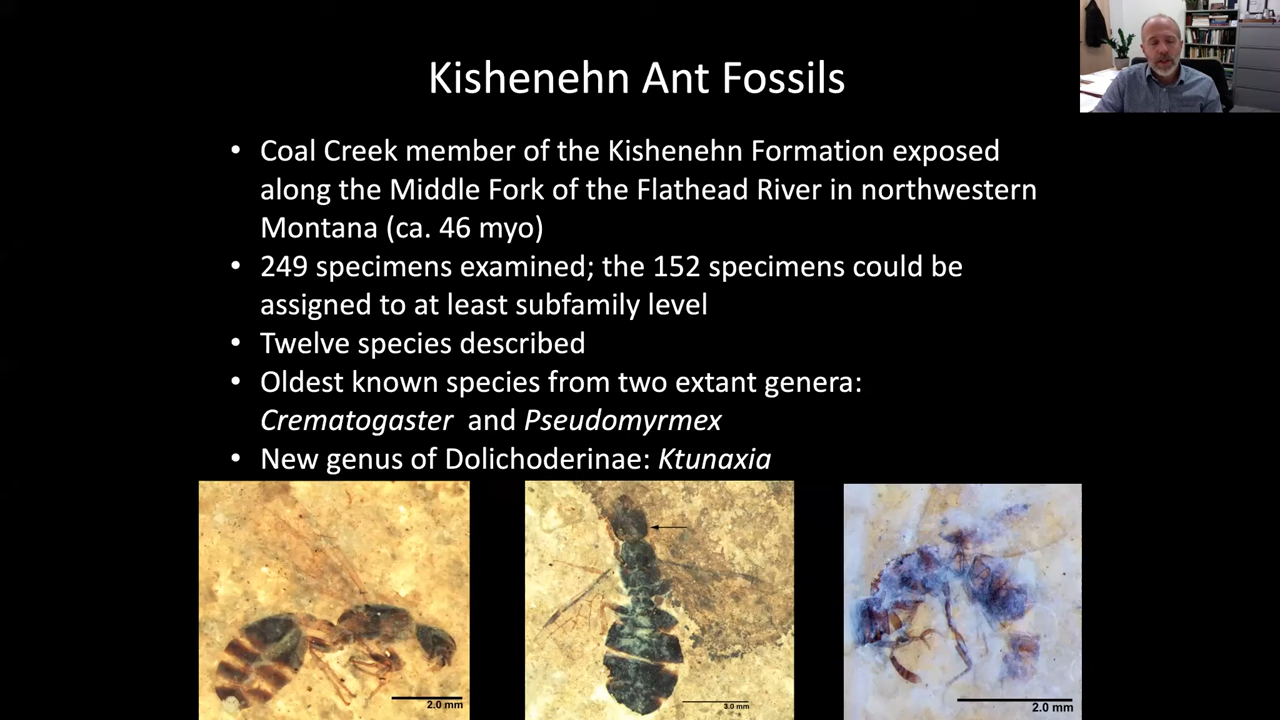 Kishenehn Ant Fossils
• Coal Creek member of the Kishenehn Formation exposed
along the Middle Fork of the Flathead River in northwestern
Montana (ca. 46 myo)
• 249 specimens examined; the 152 specimens could be
assigned to at least subfamily level
• Twelve species described
• Oldest known species from two extant genera:
Crematogaster and Pseudomyrmex
• New genus of Dolichoderinae: Ktunaxia
2.0 mm
3.0 mm
2.0 mm